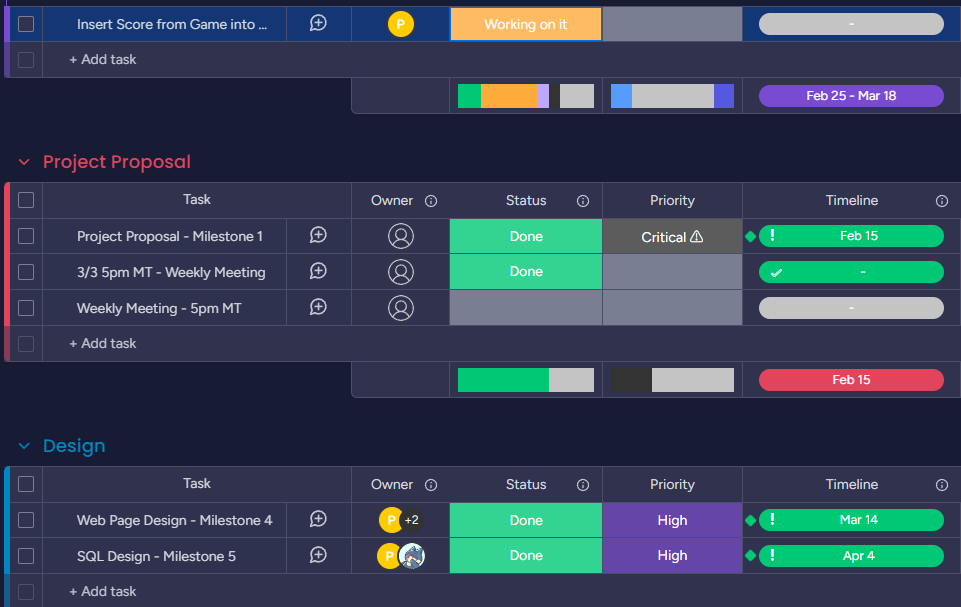 Insert Score from Game into ... P Working on it -
+ Add task
Feb 25 - Mar 18
Project Proposal
Task Owner Status Priority Timeline
Project Proposal - Milestone 1 Done Critical Feb 15
3/3 5pm MT - Weekly Meeting Done -
Weekly Meeting - 5pm MT -
+ Add task
Feb 15
Design
Task Owner Status Priority Timeline
Web Page Design - Milestone 4 P +2 Done High Mar 14
SQL Design - Milestone 5 P Done High Apr 4
+ Add task